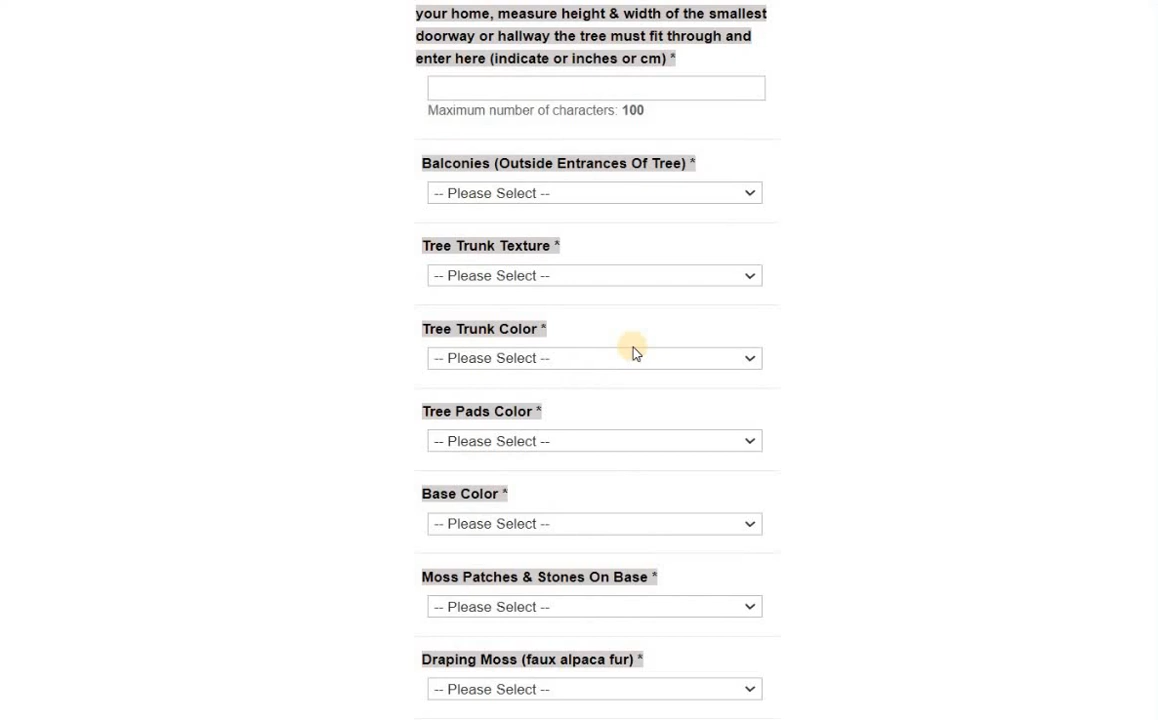 your home, measure height & width of the smallest
doorway or hallway the tree must fit through and
enter here (indicate or inches or cm) *
Maximum number of characters: 100
Balconies (Outside Entrances Of Tree) *
-- Please Select --
Tree Trunk Texture *
-- Please Select --
Tree Trunk Color *
-- Please Select --
Tree Pads Color *
-- Please Select --
Base Color *
-- Please Select --
Moss Patches & Stones On Base *
-- Please Select --
Draping Moss (faux alpaca fur) *
-- Please Select --